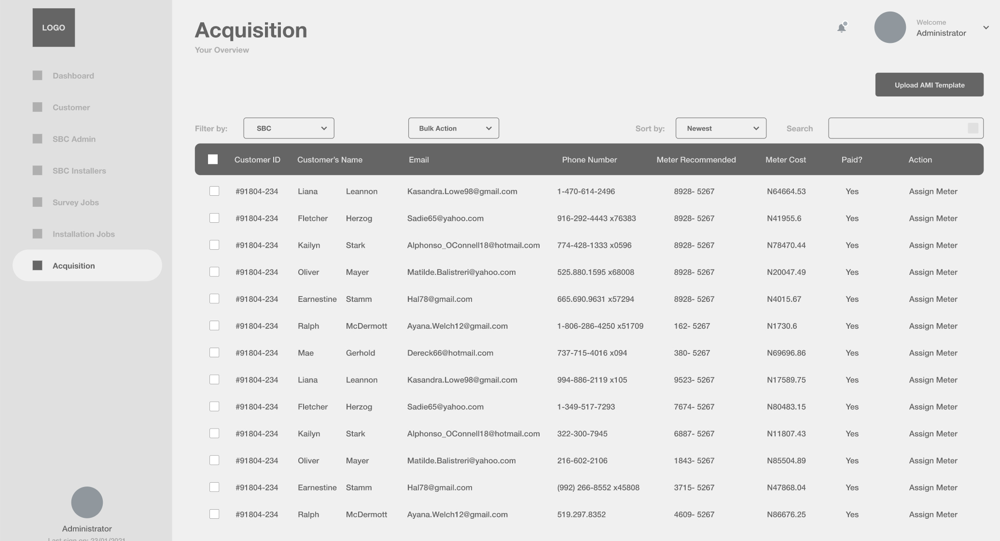 LOGO
Dashboard
Customer
SBC Admin
SBC Installers
Survey Jobs
Installation Jobs
Acquisition
Administrator
Last sign on: 23/01/2021
Acquisition
Your Overview
Welcome
Administrator
Upload AMI Template
Filter by: SBC Bulk Action Sort by: Newest Search
Customer ID Customer's Name Email Phone Number Meter Recommended Meter Cost Paid? Action
#91804-234 Liana Leannon Kasandra.Lowe98@gmail.com 1-470-614-2496 8928- 5267 N64664.53 Yes Assign Meter
#91804-234 Fletcher Herzog Sadie65@yahoo.com 916-292-4443 x76383 8928- 5267 N41955.6 Yes Assign Meter
#91804-234 Kailyn Stark Alphonso_OConnell18@hotmail.com 774-428-1333 x0596 8928- 5267 N78470.44 Yes Assign Meter
#91804-234 Oliver Mayer Matilde.Balistreri@yahoo.com 525.880.1595 x68008 8928- 5267 N20047.49 Yes Assign Meter
#91804-234 Earnestine Stamm Hal78@gmail.com 665.690.9631 x57294 8928- 5267 N4015.67 Yes Assign Meter
#91804-234 Ralph McDermott Ayana.Welch12@gmail.com 1-806-286-4250 x51709 162- 5267 N1730.6 Yes Assign Meter
#91804-234 Mae Gerhold Dereck66@hotmail.com 737-715-4016 x094 380- 5267 N69696.86 Yes Assign Meter
#91804-234 Liana Leannon Kasandra.Lowe98@gmail.com 994-886-2119 x105 9523- 5267 N17589.75 Yes Assign Meter
#91804-234 Fletcher Herzog Sadie65@yahoo.com 1-349-517-7293 7674- 5267 N80483.15 Yes Assign Meter
#91804-234 Kailyn Stark Alphonso_OConnell18@hotmail.com 322-300-7945 6887- 5267 N11807.43 Yes Assign Meter
#91804-234 Oliver Mayer Matilde.Balistreri@yahoo.com 216-602-2106 1843- 5267 N85504.89 Yes Assign Meter
#91804-234 Earnestine Stamm Hal78@gmail.com (992) 266-8552 x45808 3715- 5267 N47868.04 Yes Assign Meter
#91804-234 Ralph McDermott Ayana.Welch12@gmail.com 519.297.8352 4609- 5267 N86676.25 Yes Assign Meter